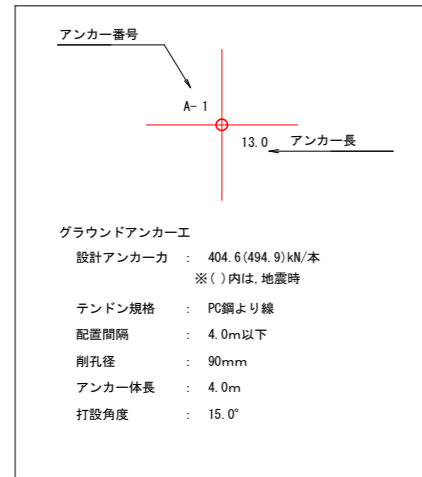 アンカー番号
A- 1
13.0 アンカー長
グラウンドアンカー工
設計アンカー力 : 404.6(494.9)kN/本
※( )内は,地震時
テンドン規格 : PC鋼より線
配置間隔 : 4.0m以下
削孔径 : 90mm
アンカー体長 : 4.0m
打設角度 : 15.0°